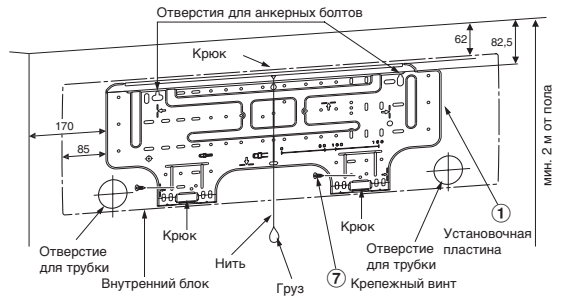 Отверстия для анкерных болтов
62
82,5
Крюк
170
85
мин. 2 м от пола
1
Установочная
пластина
Отверстие
для трубки
Крюк
Внутренний блок
Нить
Груз
7 Крепежный винт
Крюк
Отверстие
для трубки